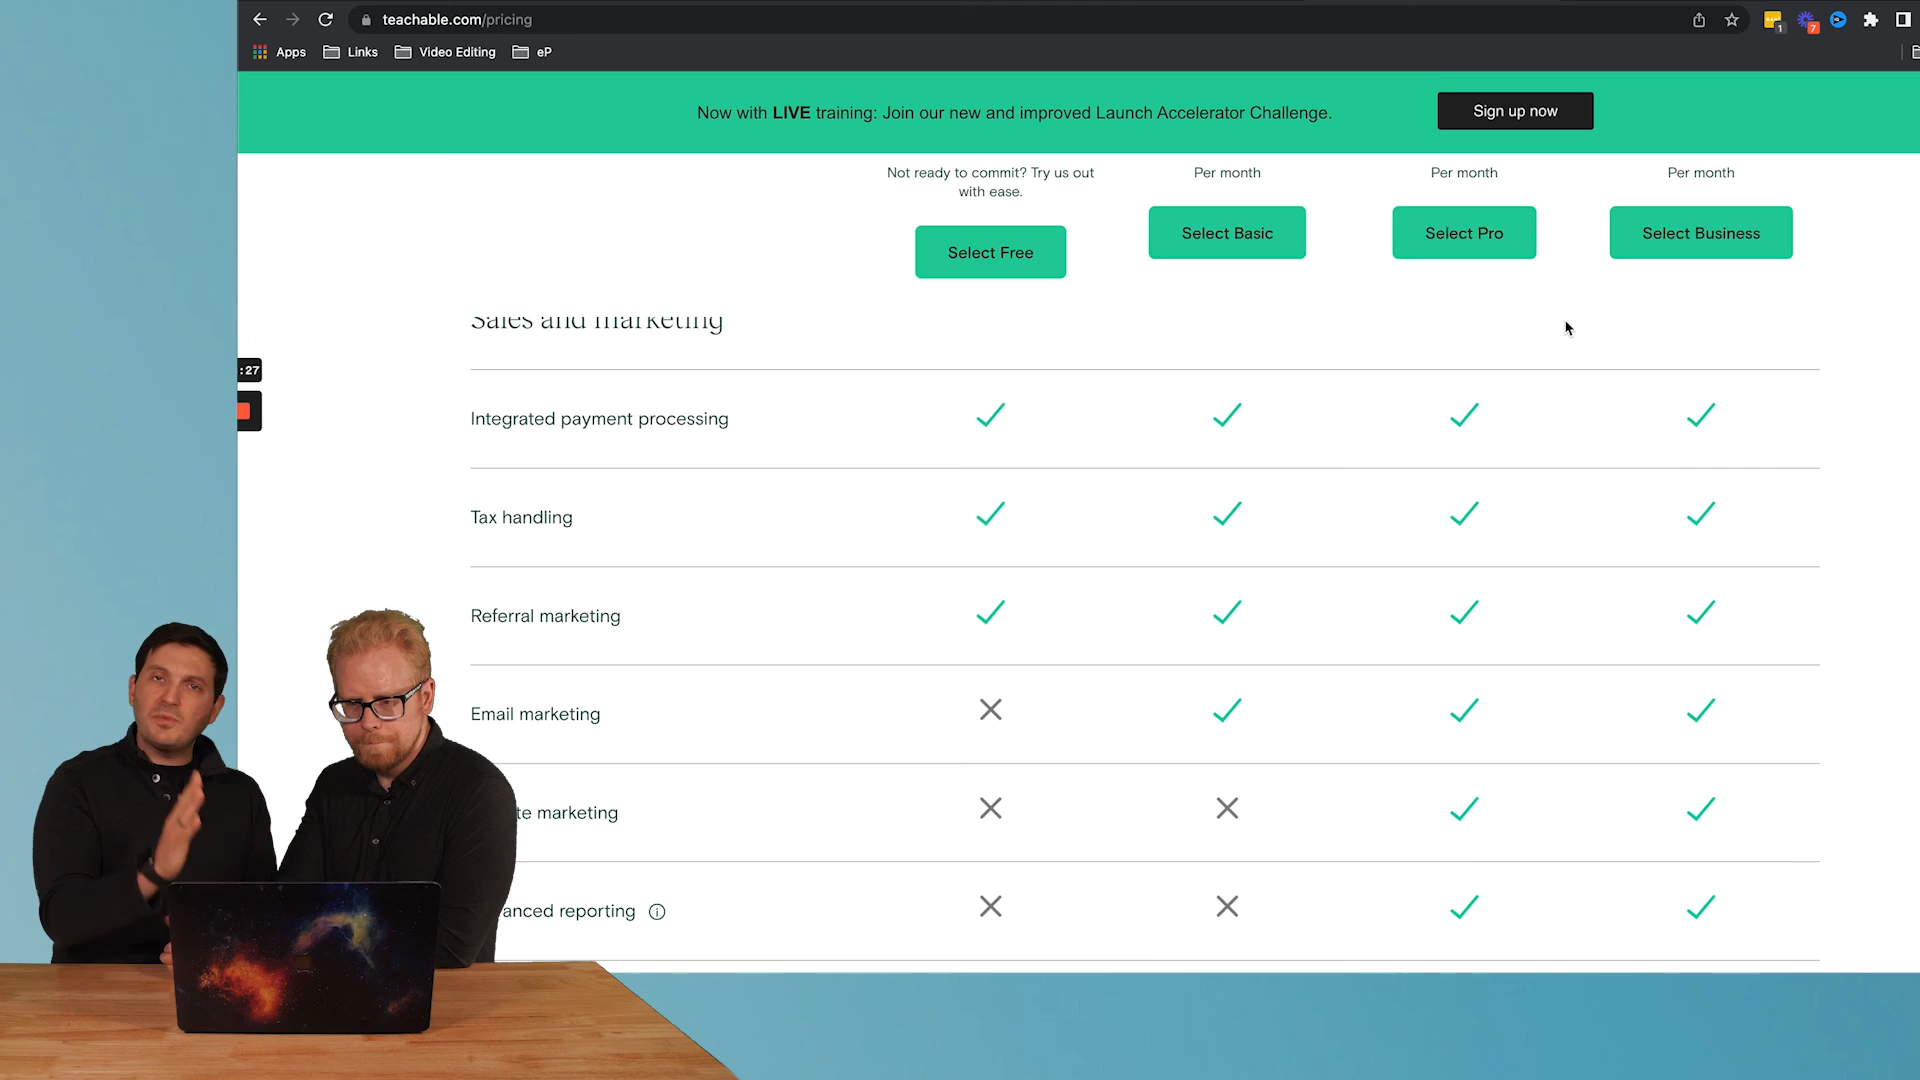 teachable.com/pricing
1
7
Apps
Links
Video Editing
eP
Now with LIVE training: Join our new and improved Launch Accelerator Challenge.
Sign up now
Not ready to commit? Try us out
with ease.
Per month
Per month
Per month
Select Free
Select Basic
Select Pro
Select Business
Sales and marketing
:27
Integrated payment processing
Tax handling
Referral marketing
Email marketing
te marketing
anced reporting